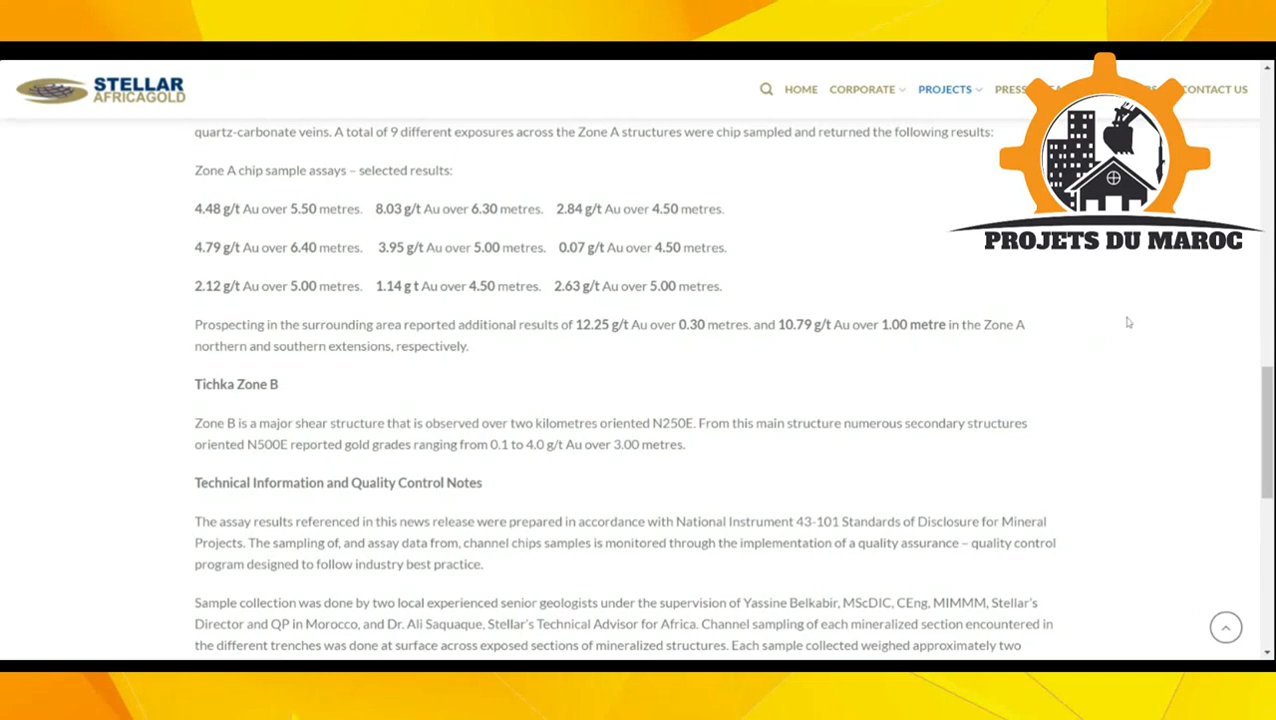 STELLAR
AFRICAGOLD
HOME CORPORATE PROJECTS PRESS CONTACT US
PROJETS DU MAROC
quartz-carbonate veins. A total of 9 different exposures across the Zone A structures were chip sampled and returned the following results:
Zone A chip sample assays – selected results:
4.48 g/t Au over 5.50 metres. 8.03 g/t Au over 6.30 metres. 2.84 g/t Au over 4.50 metres.
4.79 g/t Au over 6.40 metres. 3.95 g/t Au over 5.00 metres. 0.07 g/t Au over 4.50 metres.
2.12 g/t Au over 5.00 metres. 1.14 g t Au over 4.50 metres. 2.63 g/t Au over 5.00 metres.
Prospecting in the surrounding area reported additional results of 12.25 g/t Au over 0.30 metres. and 10.79 g/t Au over 1.00 metre in the Zone A
northern and southern extensions, respectively.
Tichka Zone B
Zone B is a major shear structure that is observed over two kilometres oriented N250E. From this main structure numerous secondary structures
oriented N500E reported gold grades ranging from 0.1 to 4.0 g/t Au over 3.00 metres.
Technical Information and Quality Control Notes
The assay results referenced in this news release were prepared in accordance with National Instrument 43-101 Standards of Disclosure for Mineral
Projects. The sampling of, and assay data from, channel chips samples is monitored through the implementation of a quality assurance – quality control
program designed to follow industry best practice.
Sample collection was done by two local experienced senior geologists under the supervision of Yassine Belkabir, MScDIC, CEng, MIMMM, Stellar's
Director and QP in Morocco, and Dr. Ali Saquaque, Stellar's Technical Advisor for Africa. Channel sampling of each mineralized section encountered in
the different trenches was done at surface across exposed sections of mineralized structures. Each sample collected weighed approximately two